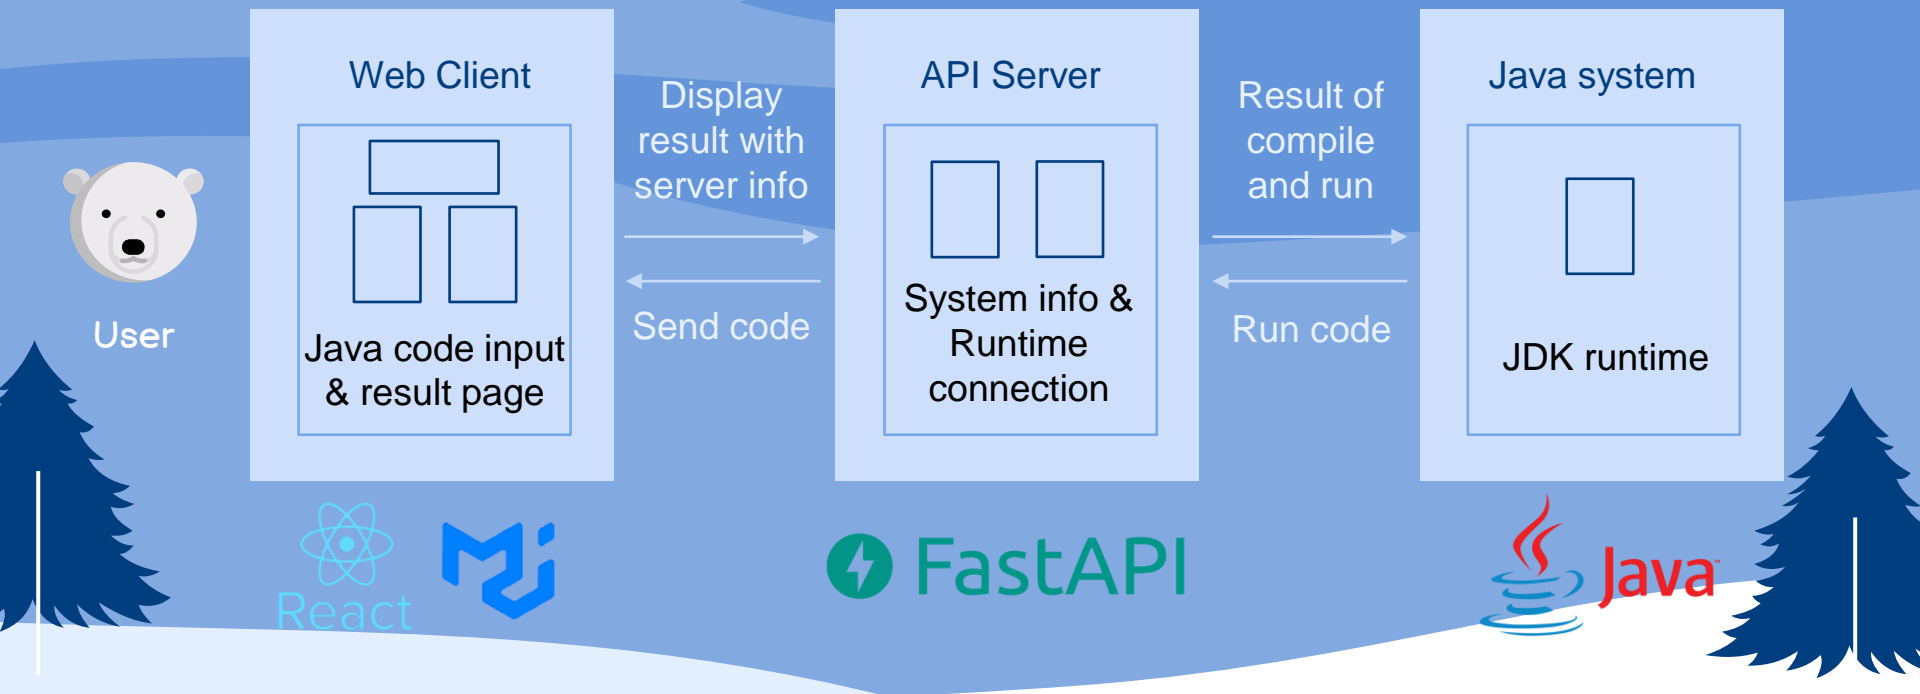 User
Web Client
Java code input
& result page
Display
result with
server info
Send code
API Server
System info &
Runtime
connection
Result of
compile
and run
Run code
Java system
JDK runtime
React
FastAPI
Java™